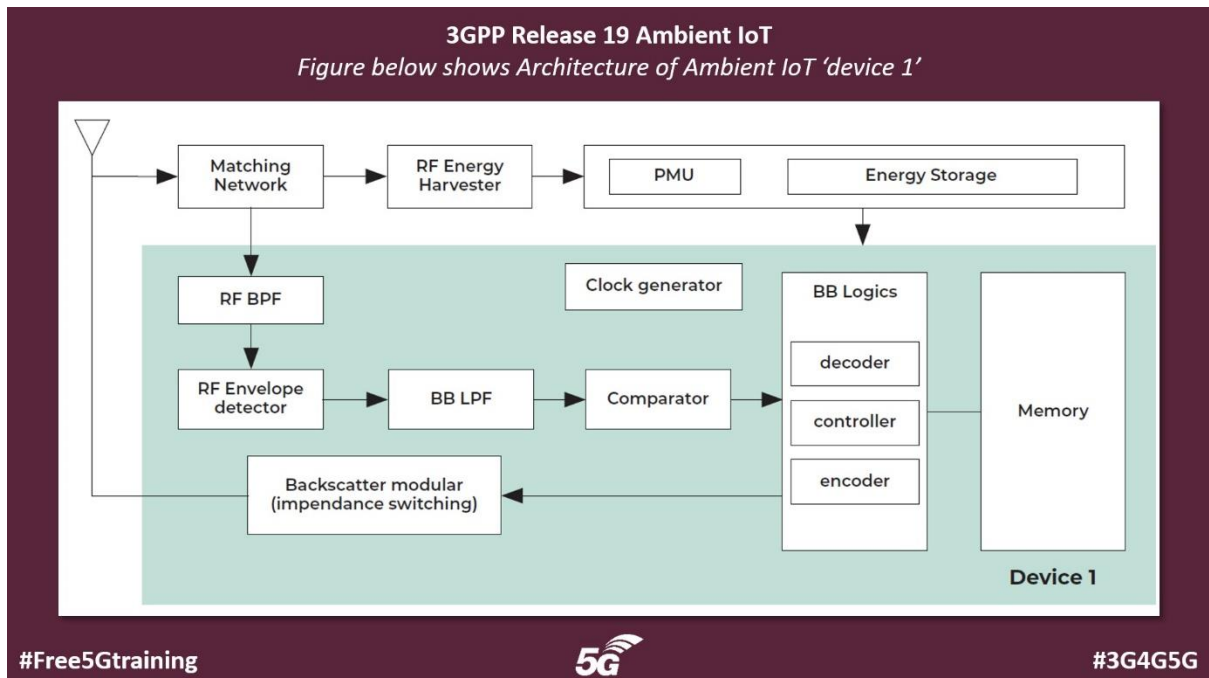 3GPP Release 19 Ambient IoT
Figure below shows Architecture of Ambient IoT ‘device 1’
Matching
Network
RF Energy
Harvester
PMU
Energy Storage
RF BPF
Clock generator
BB Logics
RF Envelope
detector
BB LPF
Comparator
decoder
controller
encoder
Memory
Backscatter modular
(impendance switching)
Device 1
#Free5Gtraining
5G
#3G4G5G